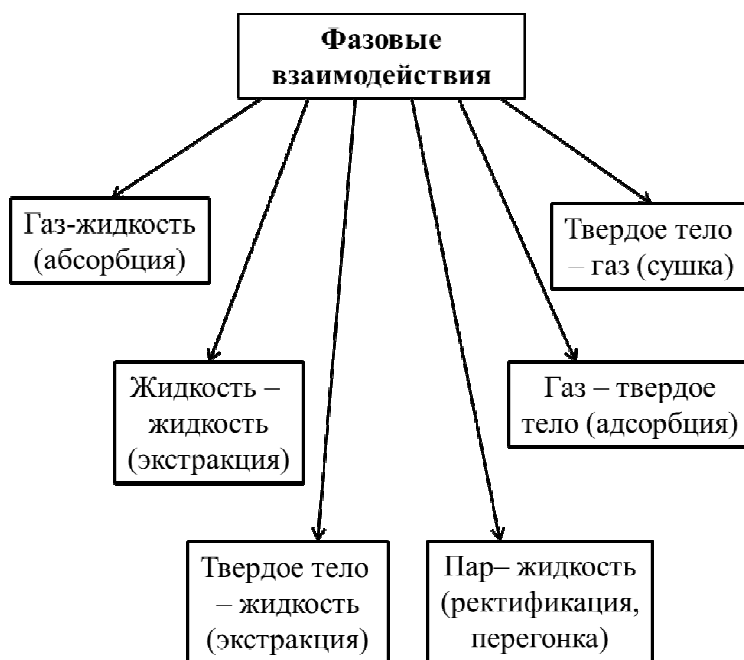 Фазовые
взаимодействия
Газ-жидкость
(абсорбция)
Твердое тело
– газ (сушка)
Жидкость –
жидкость
(экстракция)
Газ – твердое
тело (адсорбция)
Твердое тело
– жидкость
(экстракция)
Пар– жидкость
(ректификация,
перегонка)